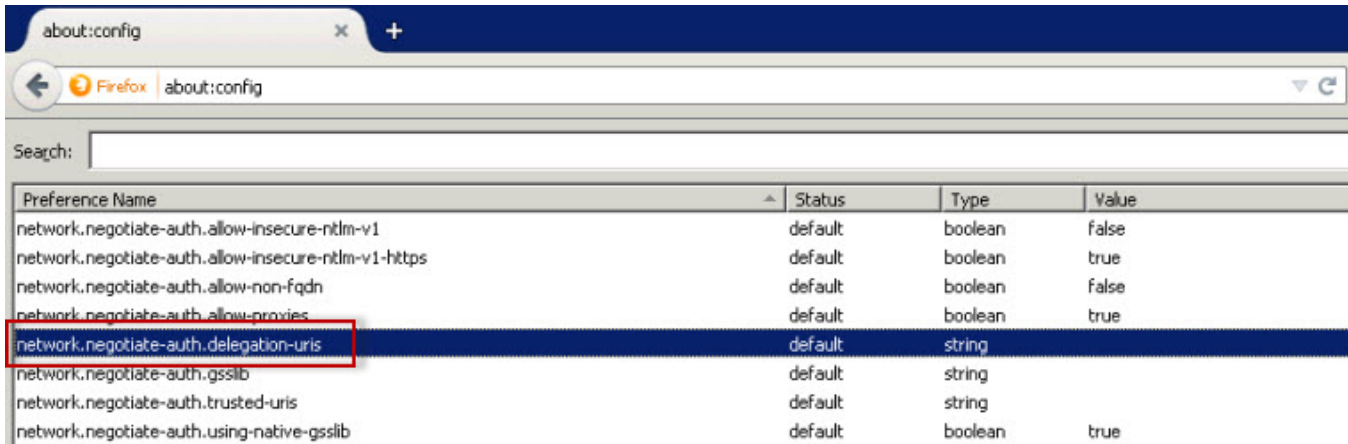 about:config
Firefox about:config
Search:
Preference Name Status Type Value
network.negotiate-auth.allow-insecure-ntlm-v1 default boolean false
network.negotiate-auth.allow-insecure-ntlm-v1-https default boolean true
network.negotiate-auth.allow-non-fqdn default boolean false
network.negotiate-auth.allow-proxies default boolean true
network.negotiate-auth.delegation-uris default string
network.negotiate-auth.gsslib default string
network.negotiate-auth.trusted-uris default string
network.negotiate-auth.using-native-gsslib default boolean true